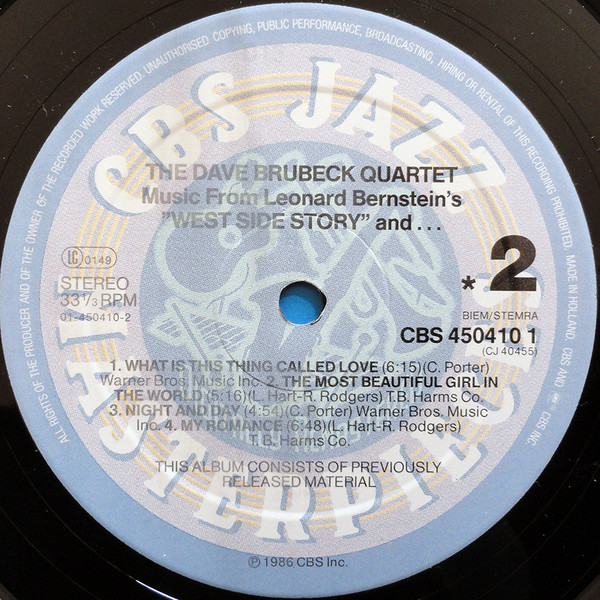 ALL RIGHTS OF THE PRODUCER AND OF THE OWNER OF THE RECORDED WORK RESERVED. UNAUTHORISED COPYING, PUBLIC PERFORMANCE, BROADCASTING, HIRING OR RENTAL OF THIS RECORDING PROHIBITED. MADE IN HOLLAND. CBS AND CBS INC.
CBS JAZZ
MASTERPIECES
THE DAVE BRUBECK QUARTET
Music From Leonard Bernstein's
"WEST SIDE STORY" and...
LC 0149
STEREO
33 1/3 RPM
01-450410-2
*2
BIEM/STEMRA
CBS 450410 1
(CJ 40455)
1. WHAT IS THIS THING CALLED LOVE (6:15)(C. Porter)
Warner Bros. Music Inc. 2. THE MOST BEAUTIFUL GIRL IN
THE WORLD (5:16)(L. Hart-R. Rodgers) T.B. Harms Co.
3. NIGHT AND DAY (4:54)(C. Porter) Warner Bros. Music
Inc. 4. MY ROMANCE (6:48)(L. Hart-R. Rodgers)
T.B. Harms Co.
THIS ALBUM CONSISTS OF PREVIOUSLY
RELEASED MATERIAL
℗ 1986 CBS Inc.